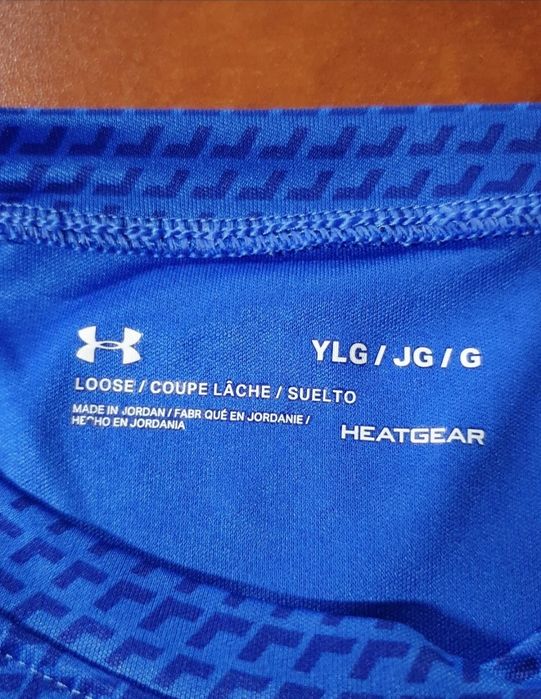 YLG / JG / G
LOOSE / COUPE LÂCHE / SUELTO
MADE IN JORDAN / FABR QUÉ EN JORDANIE /
HECHO EN JORDANIA
HEATGEAR